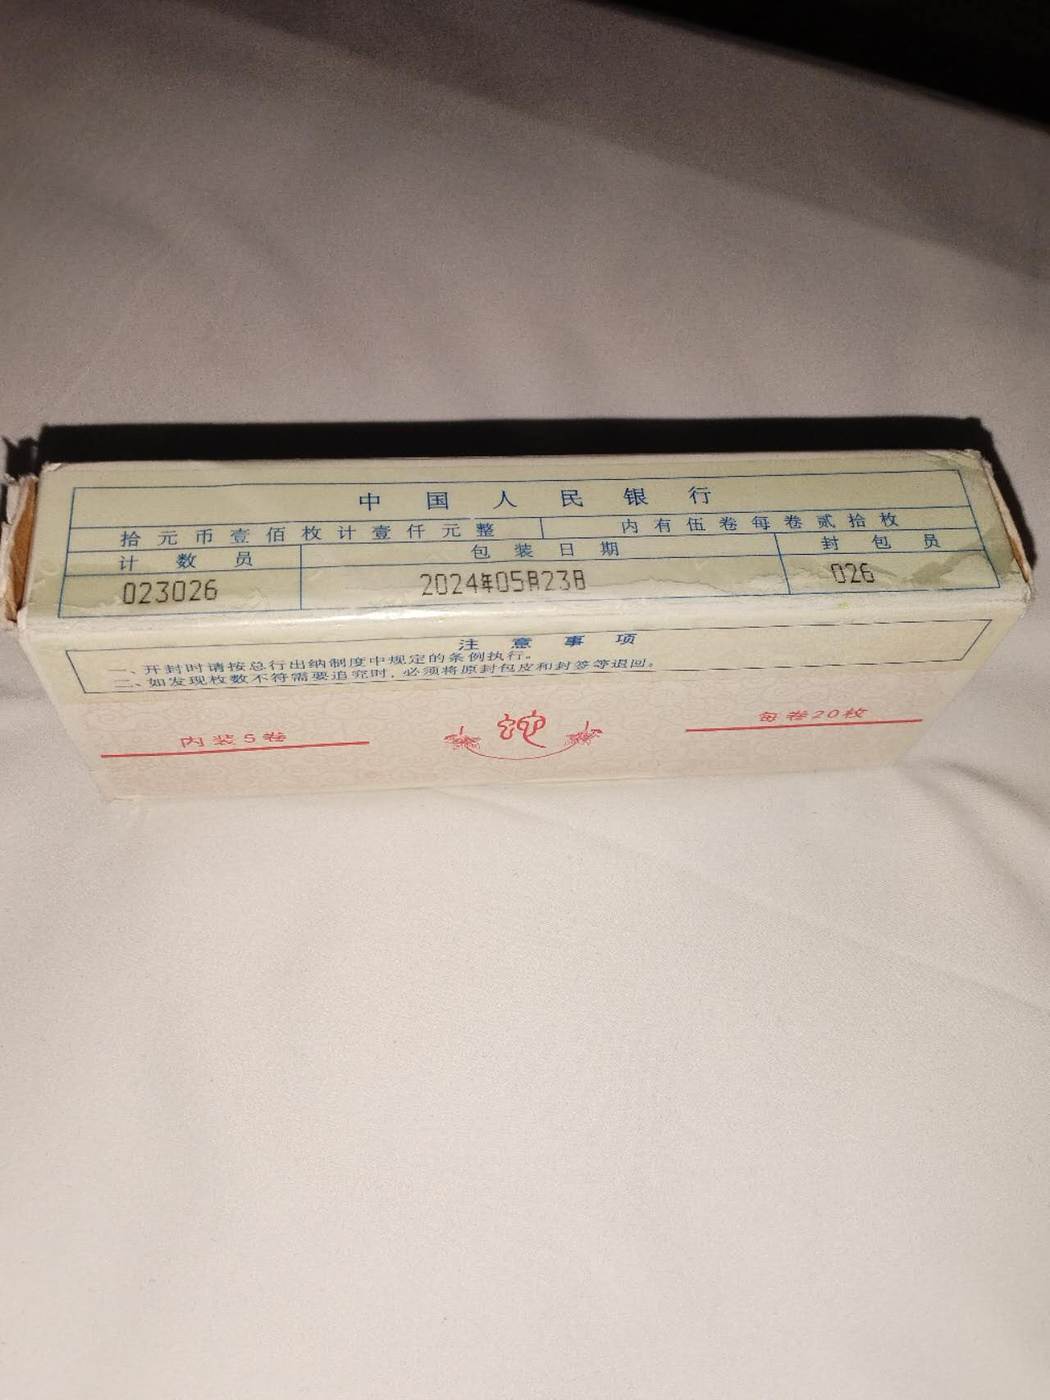 中国人民银行
拾元币壹佰枚计壹仟元整 内有伍卷每卷贰拾枚
计数员 包装日期 封包员
023026 2024年05月23日 026
注意事项
一、开封时请按总行出纳制度中规定的条例执行。
二、如发现枚数不符需要追究时，必须将原封包皮和封签等退回。
内装5卷 蛇 每卷20枚